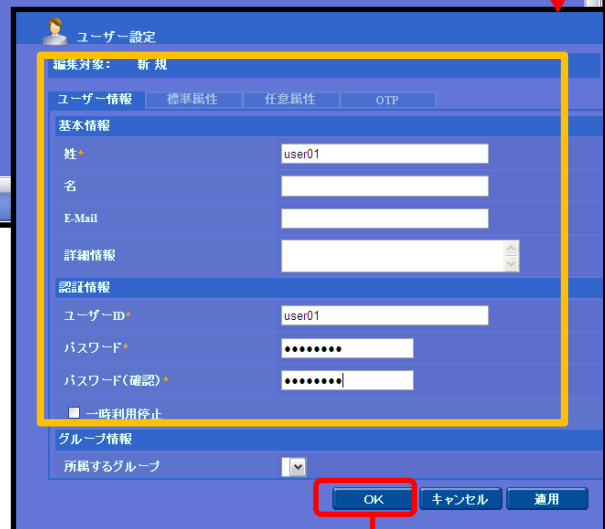 ユーザー設定
編集対象: 新規
ユーザー情報 標準属性 任意属性 OTP
基本情報
姓*
user01
名
E-Mail
詳細情報
認証情報
ユーザーID*
user01
パスワード*
••••••••
パスワード(確認)*
••••••••
一時利用停止
グループ情報
所属するグループ
OK キャンセル 適用